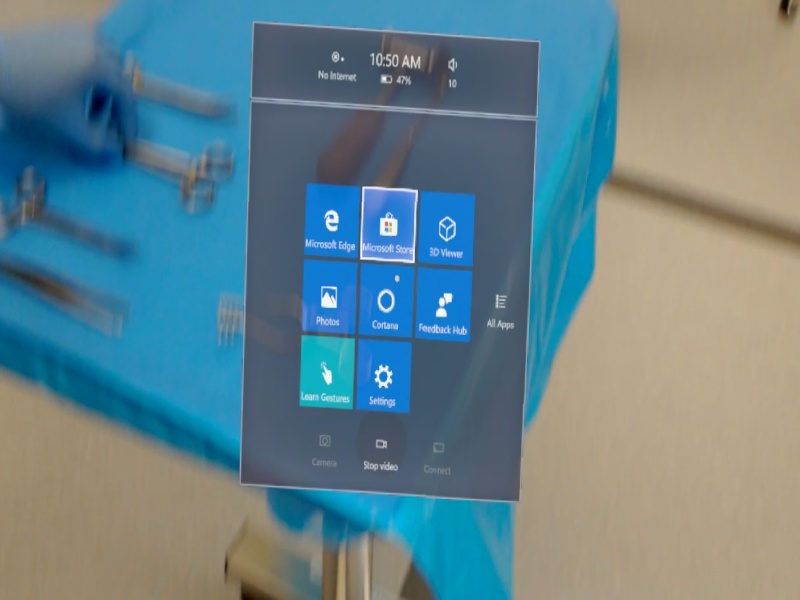 10:50 AM
No Internet
47%
10
Microsoft Edge
Microsoft Store
3D Viewer
Photos
Cortana
Feedback Hub
All Apps
Learn Gestures
Settings
Camera
Stop video
Connect